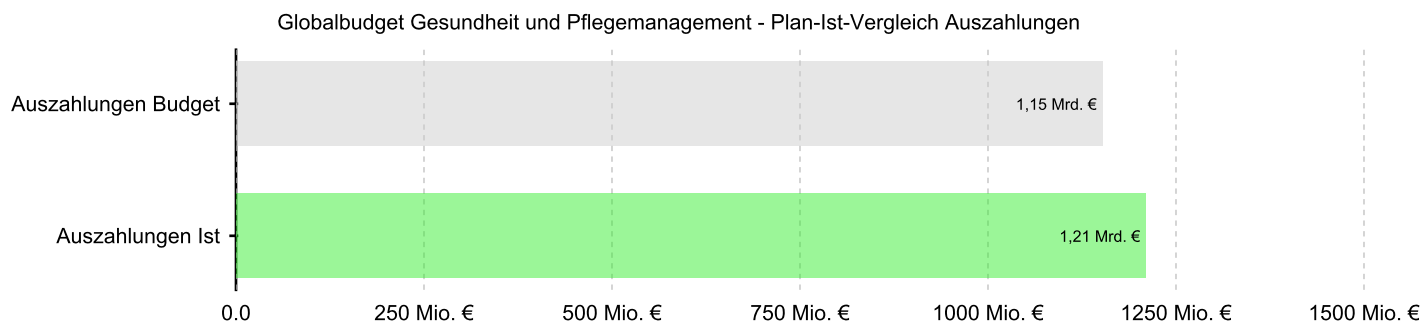 Globalbudget Gesundheit und Pflegemanagement - Plan-Ist-Vergleich Auszahlungen
Auszahlungen Budget
1,15 Mrd. €
Auszahlungen Ist
1,21 Mrd. €
0.0
250 Mio. €
500 Mio. €
750 Mio. €
1000 Mio. €
1250 Mio. €
1500 Mio. €